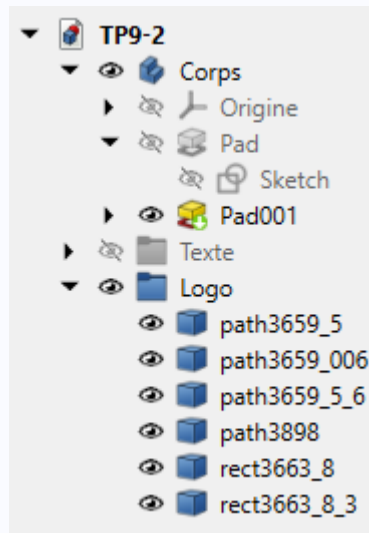 TP9-2
Corps
Origine
Pad
Sketch
Pad001
Texte
Logo
path3659_5
path3659_006
path3659_5_6
path3898
rect3663_8
rect3663_8_3